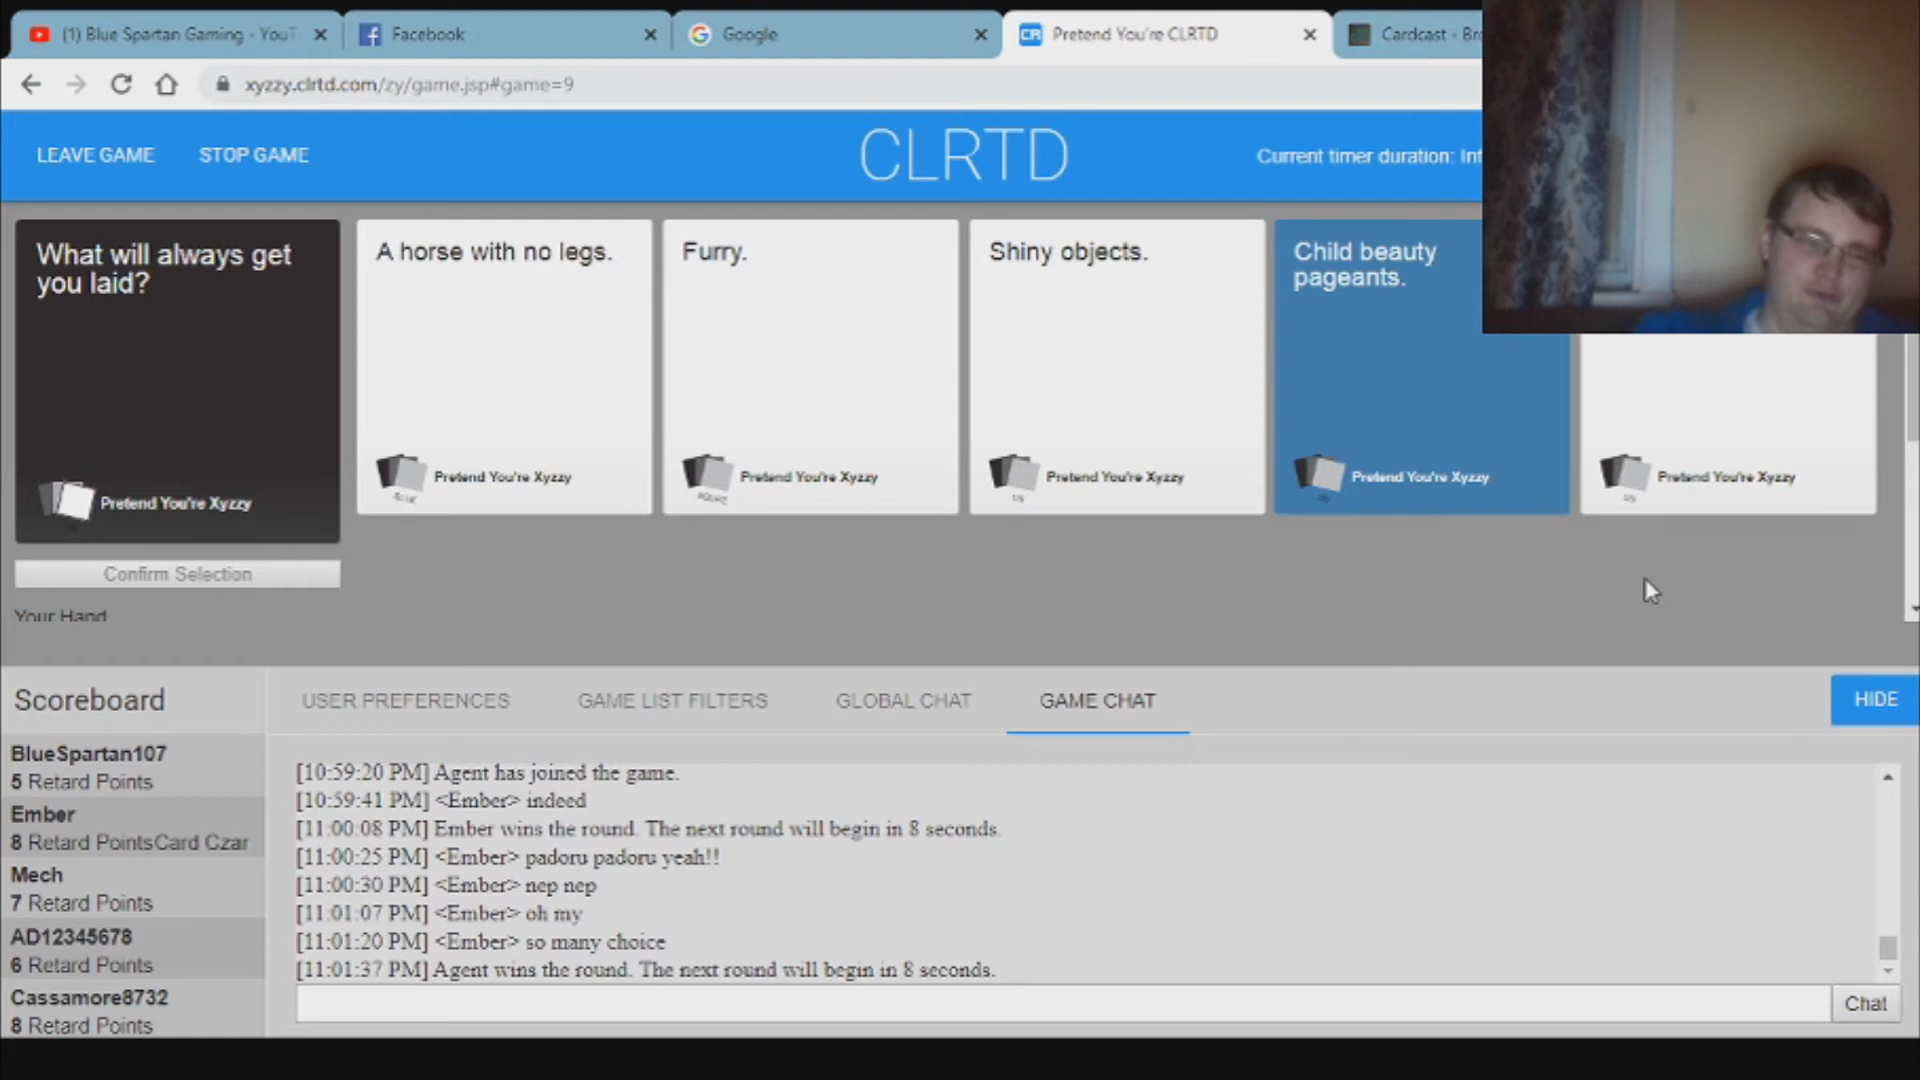 (1) Blue Spartan Gaming - YouT
Facebook
Google
CR Pretend You're CLRTD
Cardcast - Bro
xyzzy.clrtd.com/zy/game.jsp#game=9
LEAVE GAME
STOP GAME
CLRTD
Current timer duration: Inf
What will always get
you laid?
A horse with no legs.
Furry.
Shiny objects.
Child beauty
pageants.
Pretend You're Xyzzy
Pretend You're Xyzzy
Pretend You're Xyzzy
Pretend You're Xyzzy
Pretend You're Xyzzy
Pretend You're Xyzzy
Confirm Selection
Your Hand
Scoreboard
USER PREFERENCES
GAME LIST FILTERS
GLOBAL CHAT
GAME CHAT
HIDE
BlueSpartan107
5 Retard Points
Ember
8 Retard PointsCard Czar
Mech
7 Retard Points
AD12345678
6 Retard Points
Cassamore8732
8 Retard Points
[10:59:20 PM] Agent has joined the game.
[10:59:41 PM] <Ember> indeed
[11:00:08 PM] Ember wins the round. The next round will begin in 8 seconds.
[11:00:25 PM] <Ember> padoru padoru yeah!!
[11:00:30 PM] <Ember> nep nep
[11:01:07 PM] <Ember> oh my
[11:01:20 PM] <Ember> so many choice
[11:01:37 PM] Agent wins the round. The next round will begin in 8 seconds.
Chat